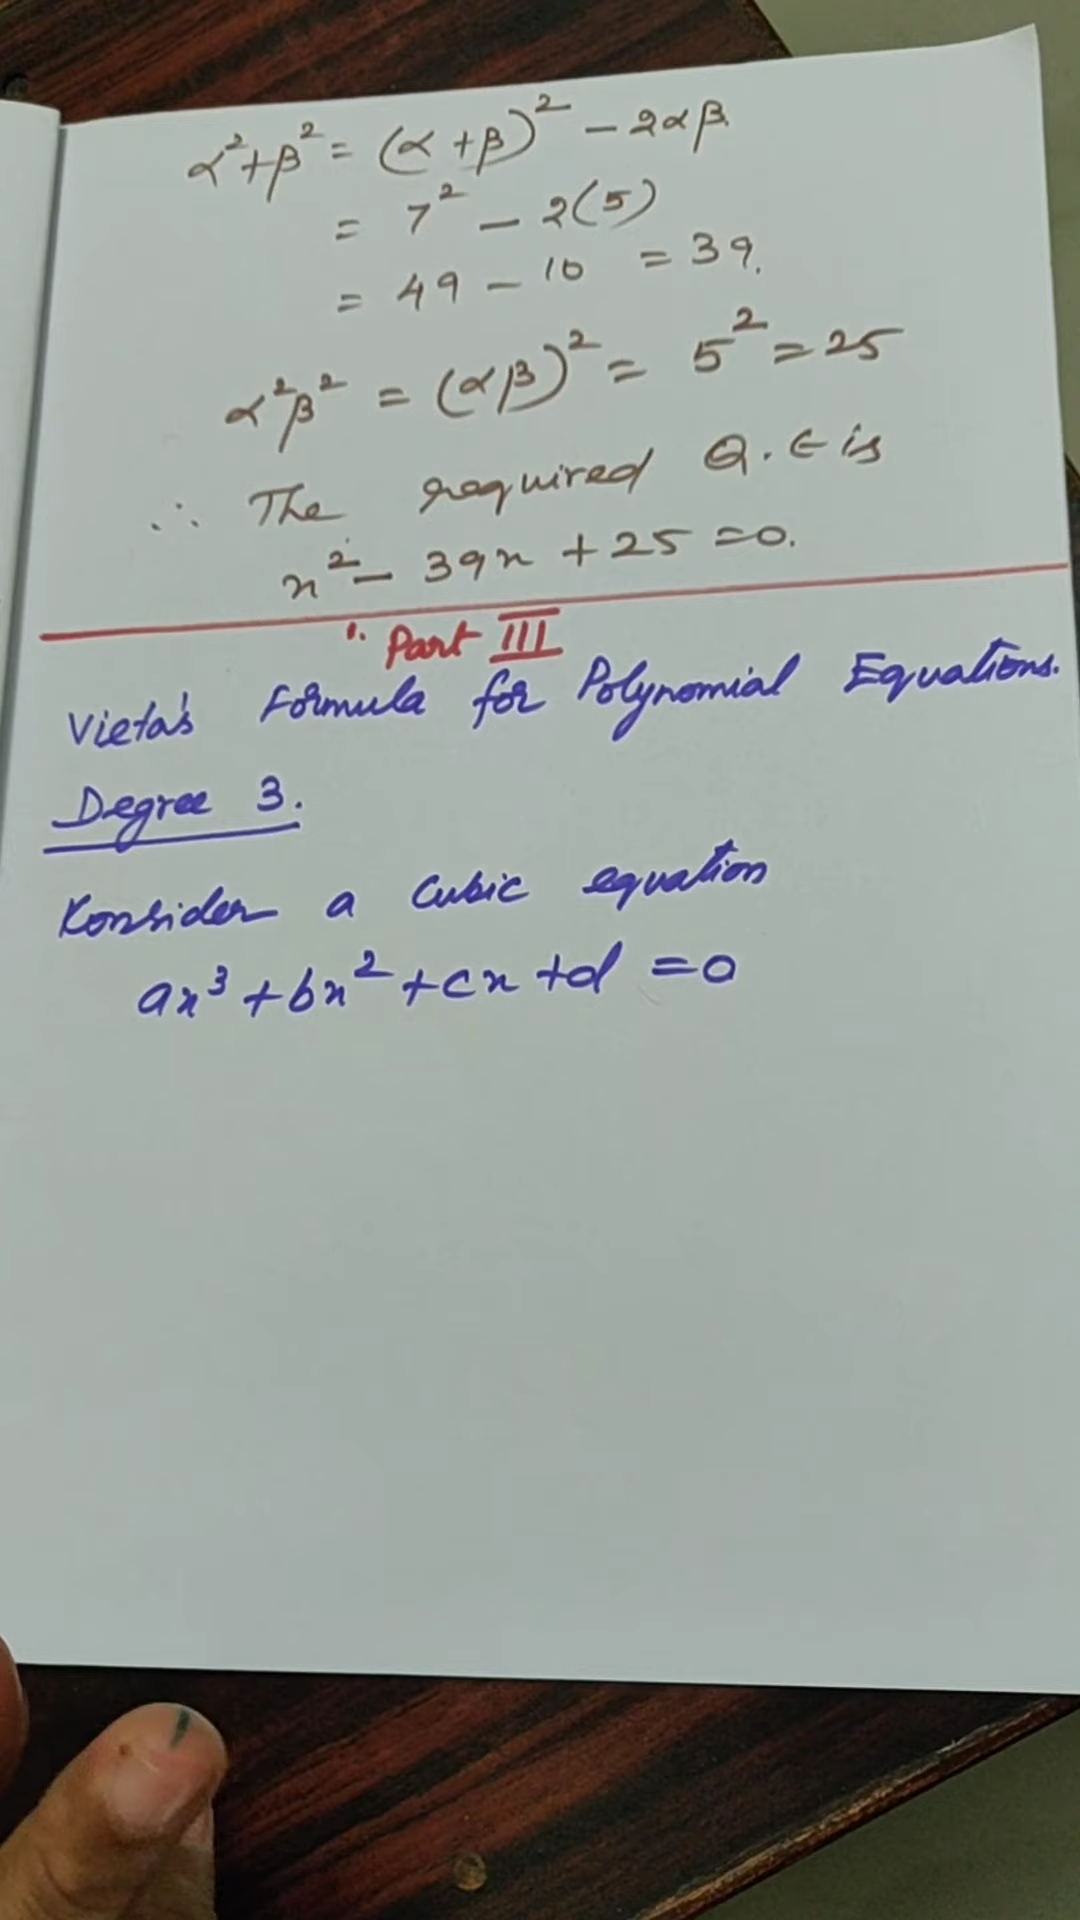 α²+β² = (α+β)² − 2αβ.
= 7² − 2(5)
= 49 − 10 = 39.
α²β² = (αβ)² = 5² = 25
∴ The required Q.E is
x² − 39x + 25 = 0.
Part III
Vieta's Formula for Polynomial Equations.
Degree 3.
Konsider a Cubic equation
ax³ + bx² + cx + d = 0